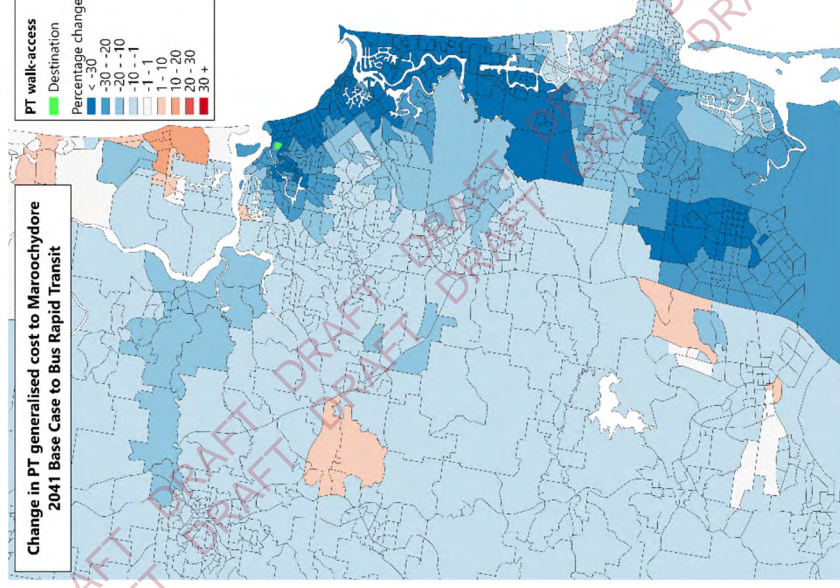 Change in PT generalised cost to Maroochydore
2041 Base Case to Bus Rapid Transit
PT walk-access
Destination
Percentage change
< -30
-30 - -20
-20 - -10
-10 - -1
-1 - 1
1 - 10
10 - 20
20 - 30
30 +
DRAFT DRAFT DRAFT DRAFT DRAFT
DRAFT DRAFT DRAFT DRAFT DRAFT